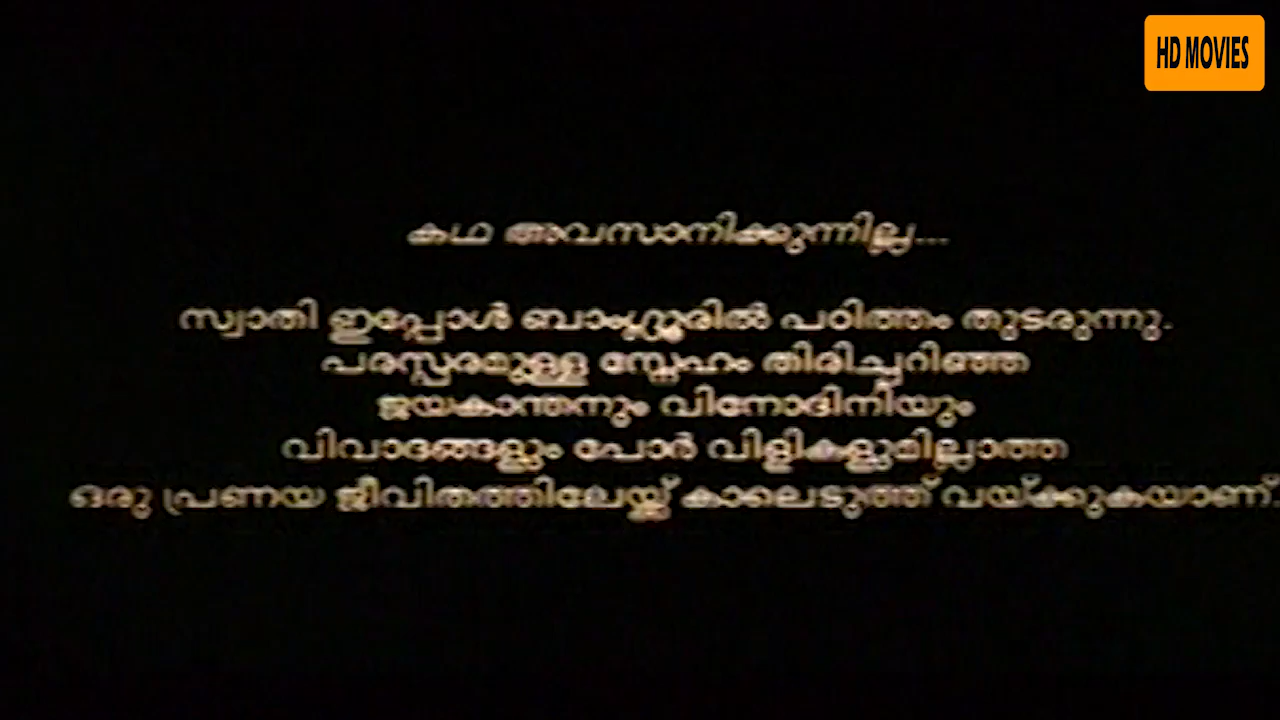 HD MOVIES
കഥ അവസാനിക്കുന്നില്ല...
സ്വാതി ഇപ്പോൾ ബാംഗ്ലൂരിൽ പഠിത്തം തുടരുന്നു.
പരസ്പരമുള്ള സ്നേഹം തിരിച്ചറിഞ്ഞ
ജയകാന്തനും വിനോദിനിയും
വിവാദങ്ങളും പോർ വിളികളുമില്ലാത്ത
ഒരു പ്രണയ ജീവിതത്തിലേയ്ക്ക് കാലെടുത്ത് വയ്ക്കുകയാണ്.